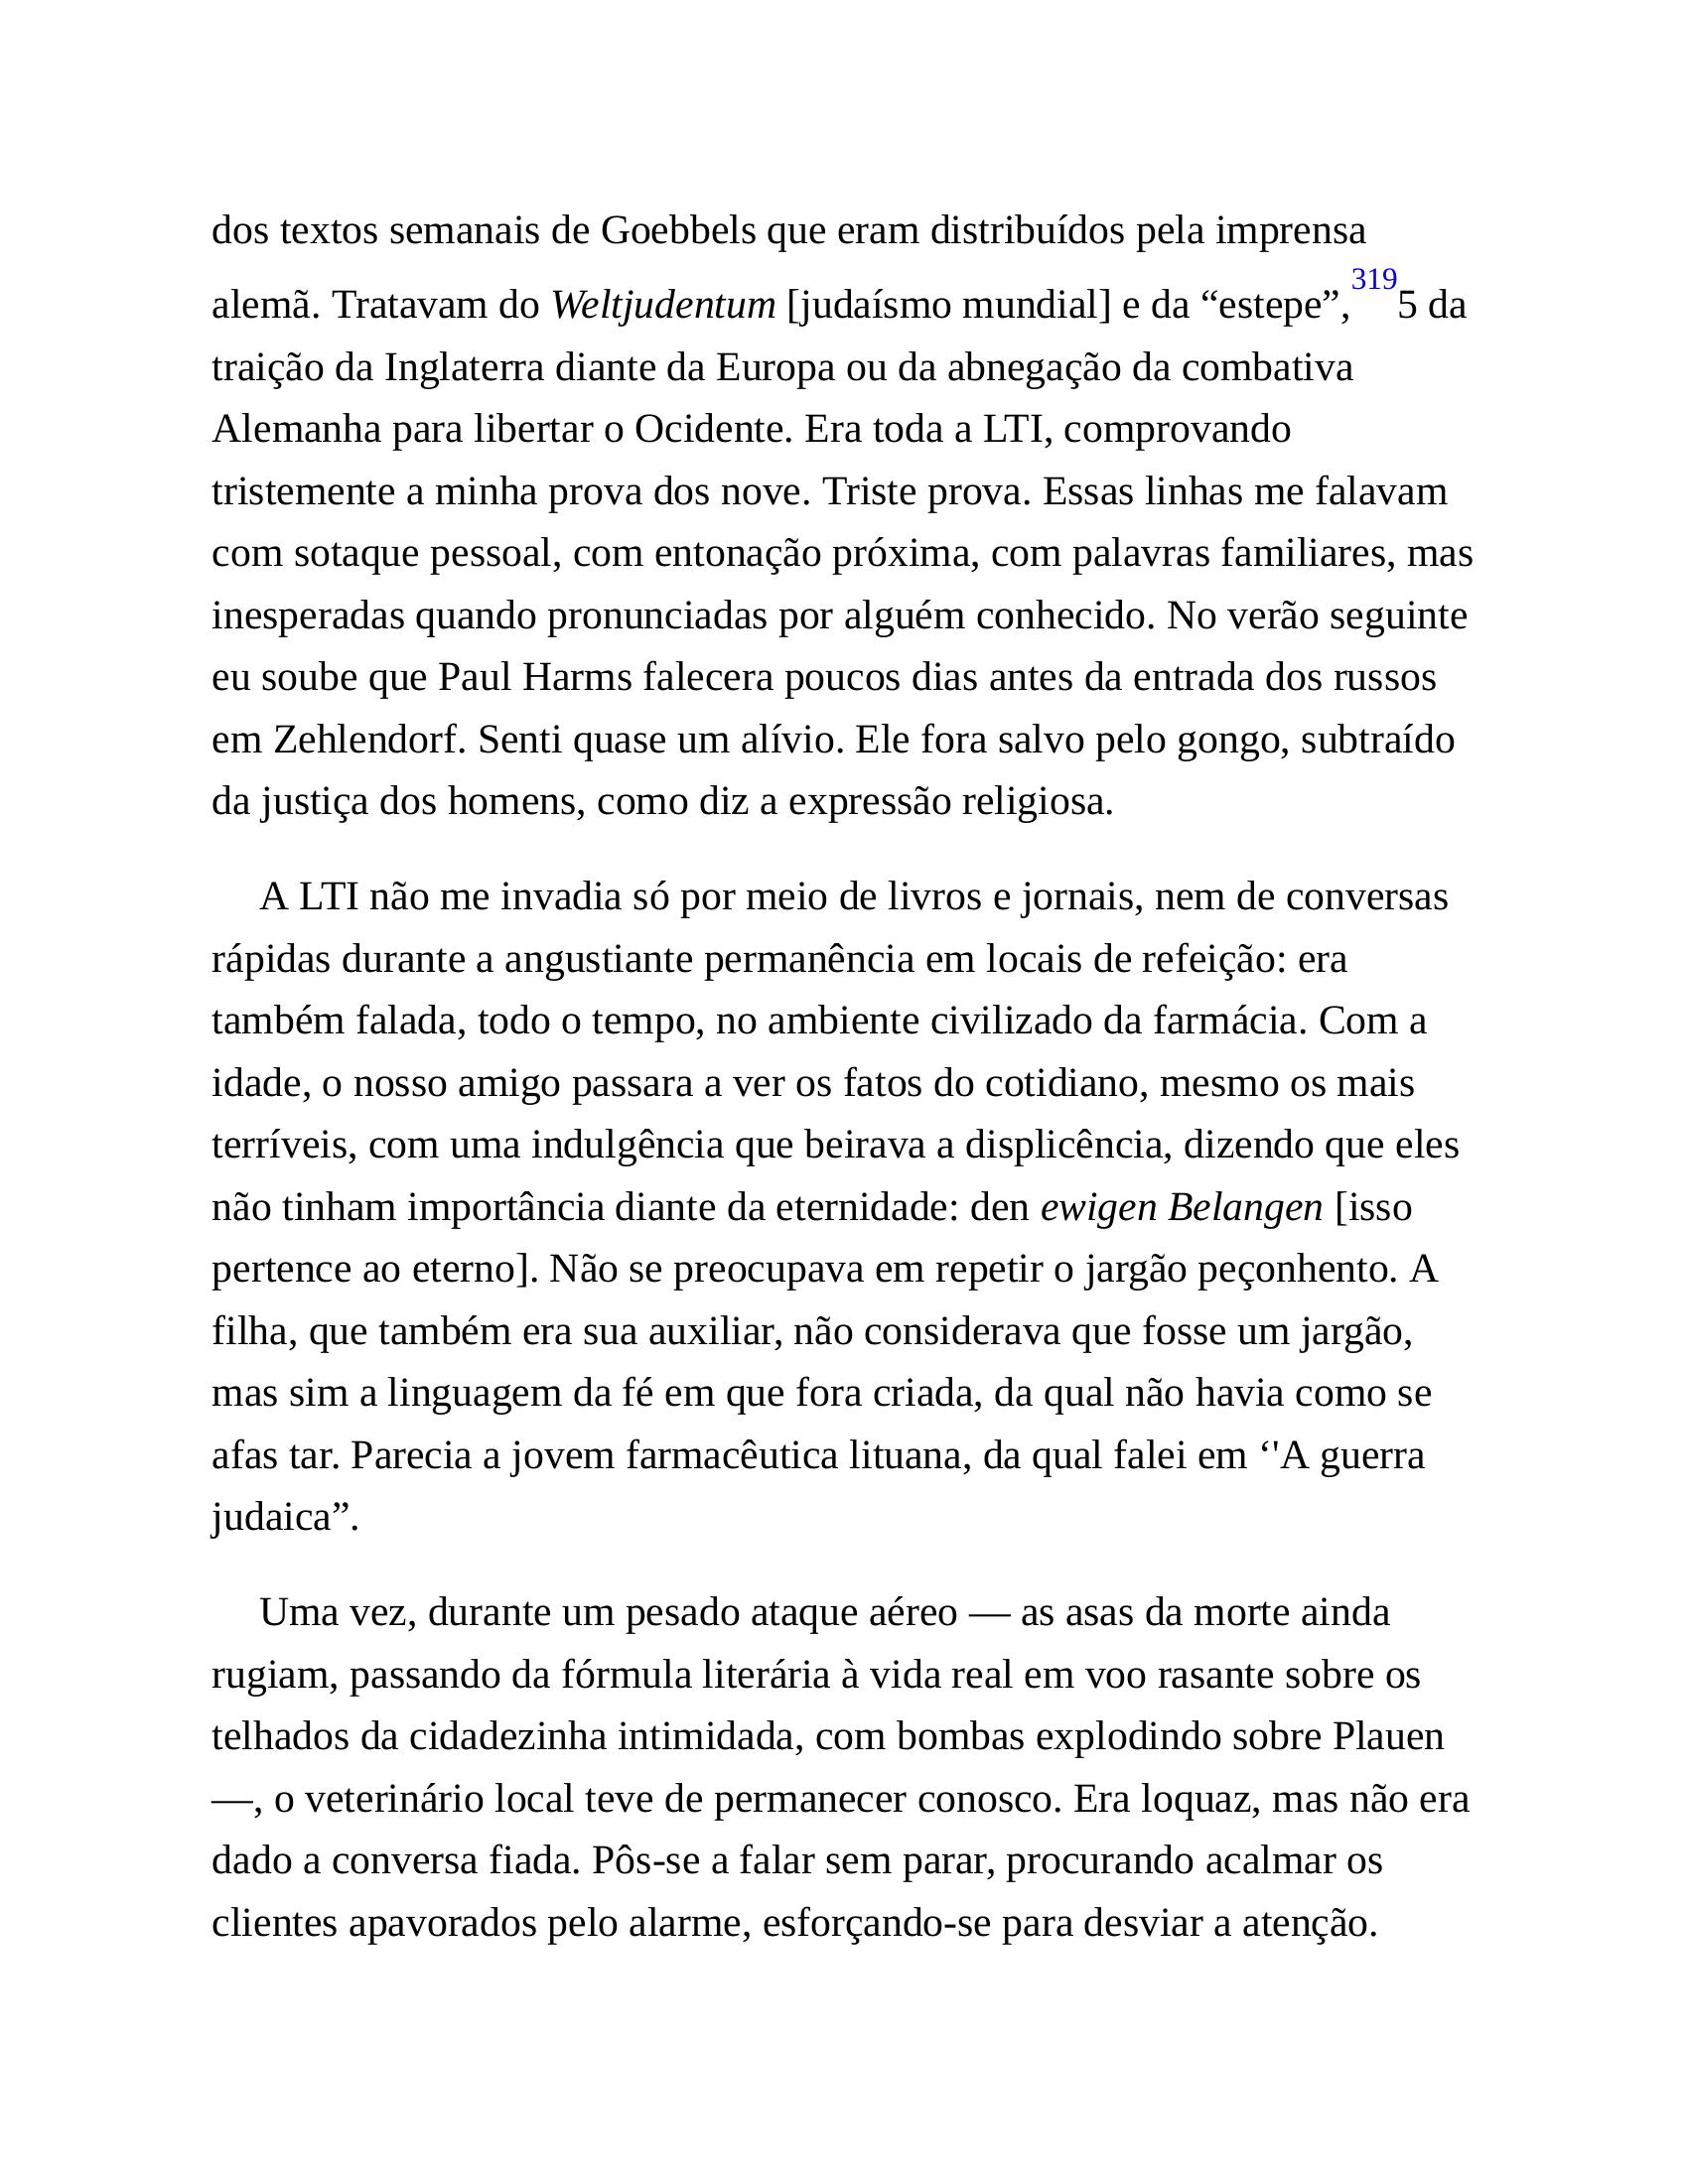 dos textos semanais de Goebbels que eram distribuídos pela imprensa
alemã. Tratavam do Weltjudentum [judaísmo mundial] e da “estepe”,3195 da
traição da Inglaterra diante da Europa ou da abnegação da combativa
Alemanha para libertar o Ocidente. Era toda a LTI, comprovando
tristemente a minha prova dos nove. Triste prova. Essas linhas me falavam
com sotaque pessoal, com entonação próxima, com palavras familiares, mas
inesperadas quando pronunciadas por alguém conhecido. No verão seguinte
eu soube que Paul Harms falecera poucos dias antes da entrada dos russos
em Zehlendorf. Senti quase um alívio. Ele fora salvo pelo gongo, subtraído
da justiça dos homens, como diz a expressão religiosa.
A LTI não me invadia só por meio de livros e jornais, nem de conversas
rápidas durante a angustiante permanência em locais de refeição: era
também falada, todo o tempo, no ambiente civilizado da farmácia. Com a
idade, o nosso amigo passara a ver os fatos do cotidiano, mesmo os mais
terríveis, com uma indulgência que beirava a displicência, dizendo que eles
não tinham importância diante da eternidade: den ewigen Belangen [isso
pertence ao eterno]. Não se preocupava em repetir o jargão peçonhento. A
filha, que também era sua auxiliar, não considerava que fosse um jargão,
mas sim a linguagem da fé em que fora criada, da qual não havia como se
afas tar. Parecia a jovem farmacêutica lituana, da qual falei em ‘'A guerra
judaica”.
Uma vez, durante um pesado ataque aéreo — as asas da morte ainda
rugiam, passando da fórmula literária à vida real em voo rasante sobre os
telhados da cidadezinha intimidada, com bombas explodindo sobre Plauen
—, o veterinário local teve de permanecer conosco. Era loquaz, mas não era
dado a conversa fiada. Pôs-se a falar sem parar, procurando acalmar os
clientes apavorados pelo alarme, esforçando-se para desviar a atenção.